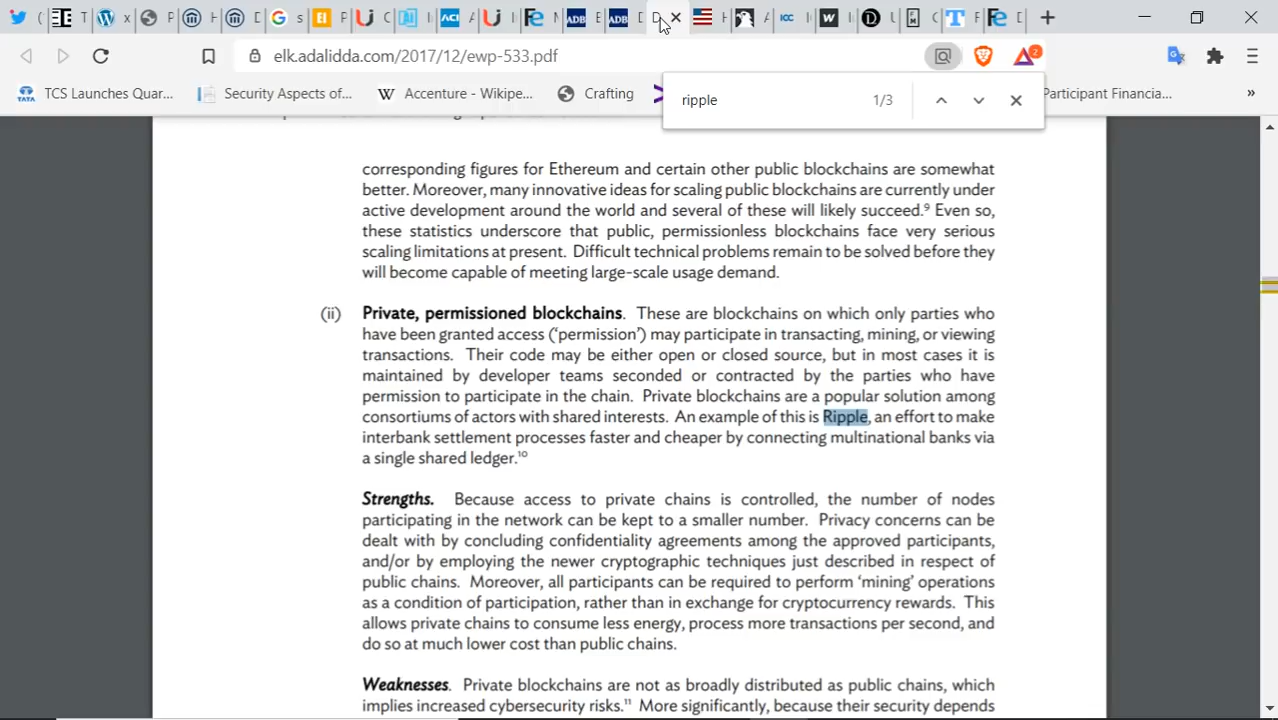 elk.adalidda.com/2017/12/ewp-533.pdf
2
TCS Launches Quar...
Security Aspects of...
Accenture - Wikipe...
Crafting
Participant Financia...
ripple
1/3
corresponding figures for Ethereum and certain other public blockchains are somewhat
better. Moreover, many innovative ideas for scaling public blockchains are currently under
active development around the world and several of these will likely succeed.9 Even so,
these statistics underscore that public, permissionless blockchains face very serious
scaling limitations at present. Difficult technical problems remain to be solved before they
will become capable of meeting large-scale usage demand.
(ii) Private, permissioned blockchains. These are blockchains on which only parties who
have been granted access ('permission') may participate in transacting, mining, or viewing
transactions. Their code may be either open or closed source, but in most cases it is
maintained by developer teams seconded or contracted by the parties who have
permission to participate in the chain. Private blockchains are a popular solution among
consortiums of actors with shared interests. An example of this is Ripple, an effort to make
interbank settlement processes faster and cheaper by connecting multinational banks via
a single shared ledger.10
Strengths. Because access to private chains is controlled, the number of nodes
participating in the network can be kept to a smaller number. Privacy concerns can be
dealt with by concluding confidentiality agreements among the approved participants,
and/or by employing the newer cryptographic techniques just described in respect of
public chains. Moreover, all participants can be required to perform 'mining' operations
as a condition of participation, rather than in exchange for cryptocurrency rewards. This
allows private chains to consume less energy, process more transactions per second, and
do so at much lower cost than public chains.
Weaknesses. Private blockchains are not as broadly distributed as public chains, which
implies increased cybersecurity risks.11 More significantly, because their security depends